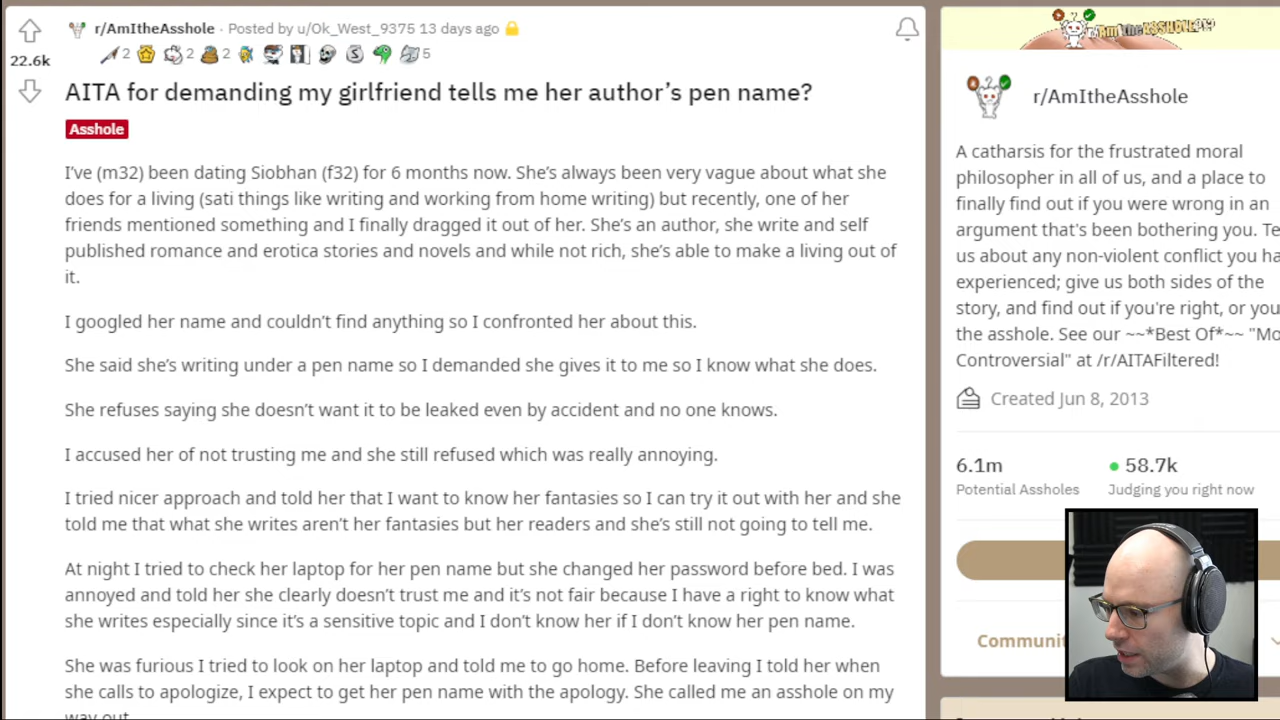 r/AmItheAsshole · Posted by u/Ok_West_9375 13 days ago
22.6k
2 2 2 5
AITA for demanding my girlfriend tells me her author's pen name?
Asshole
I've (m32) been dating Siobhan (f32) for 6 months now. She's always been very vague about what she
does for a living (sati things like writing and working from home writing) but recently, one of her
friends mentioned something and I finally dragged it out of her. She's an author, she write and self
published romance and erotica stories and novels and while not rich, she's able to make a living out of
it.
I googled her name and couldn't find anything so I confronted her about this.
She said she's writing under a pen name so I demanded she gives it to me so I know what she does.
She refuses saying she doesn't want it to be leaked even by accident and no one knows.
I accused her of not trusting me and she still refused which was really annoying.
I tried nicer approach and told her that I want to know her fantasies so I can try it out with her and she
told me that what she writes aren't her fantasies but her readers and she's still not going to tell me.
At night I tried to check her laptop for her pen name but she changed her password before bed. I was
annoyed and told her she clearly doesn't trust me and it's not fair because I have a right to know what
she writes especially since it's a sensitive topic and I don't know her if I don't know her pen name.
She was furious I tried to look on her laptop and told me to go home. Before leaving I told her when
she calls to apologize, I expect to get her pen name with the apology. She called me an asshole on my
way out.
AmItheASSHOLE
r/AmItheAsshole
A catharsis for the frustrated moral
philosopher in all of us, and a place to
finally find out if you were wrong in an
argument that's been bothering you. Te
us about any non-violent conflict you ha
experienced; give us both sides of the
story, and find out if you're right, or you
the asshole. See our ~~*Best Of*~~ "Mo
Controversial" at /r/AITAFiltered!
Created Jun 8, 2013
6.1m
58.7k
Potential Assholes
Judging you right now
Communit